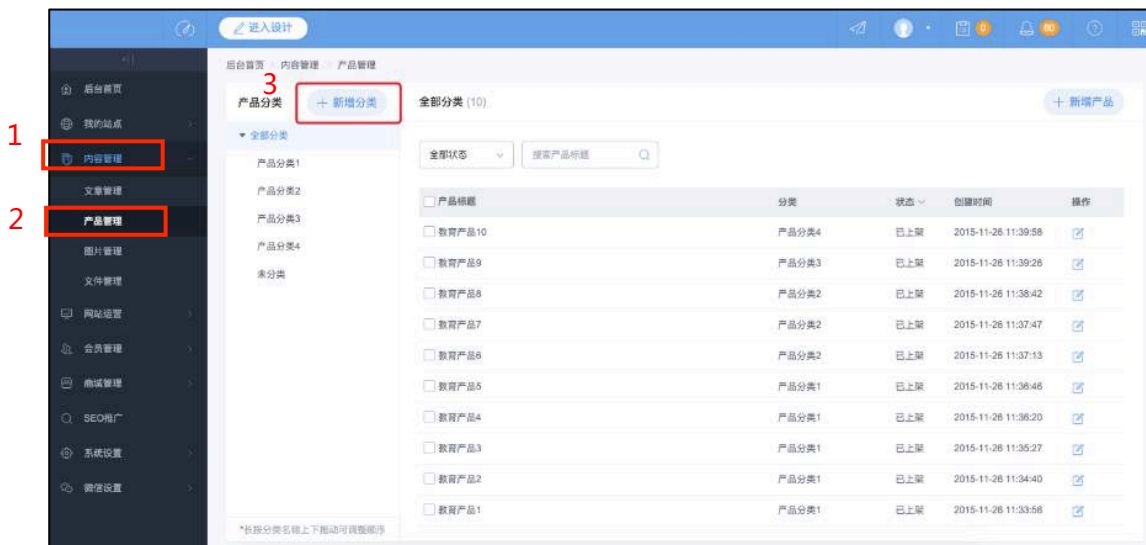 进入设计
0
60
后台首页 内容管理 产品管理
后台首页
我的站点
1
内容管理
文章管理
2
产品管理
图片管理
文件管理
网站运营
会员管理
商城管理
SEO推广
系统设置
微信设置
3
产品分类
+ 新增分类
全部分类
产品分类1
产品分类2
产品分类3
产品分类4
未分类
*长按分类名称上下拖动可调整顺序
全部分类 (10)
+ 新增产品
全部状态
搜索产品标题
产品标题 分类 状态 创建时间 操作
教育产品10 产品分类4 已上架 2015-11-26 11:39:58
教育产品9 产品分类3 已上架 2015-11-26 11:39:26
教育产品8 产品分类2 已上架 2015-11-26 11:38:42
教育产品7 产品分类2 已上架 2015-11-26 11:37:47
教育产品6 产品分类2 已上架 2015-11-26 11:37:13
教育产品5 产品分类1 已上架 2015-11-26 11:36:46
教育产品4 产品分类1 已上架 2015-11-26 11:36:20
教育产品3 产品分类1 已上架 2015-11-26 11:35:27
教育产品2 产品分类1 已上架 2015-11-26 11:34:40
教育产品1 产品分类1 已上架 2015-11-26 11:33:56